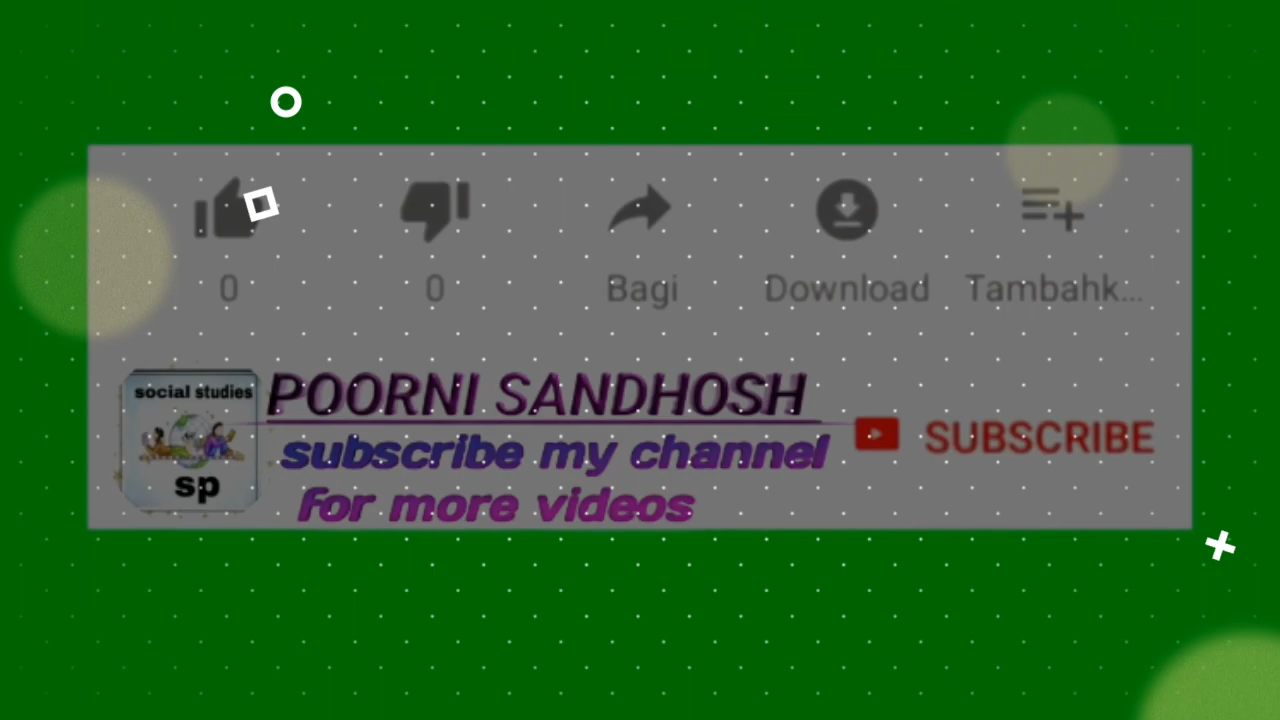 0 0 Bagi Download Tambahk...
social studies
sp
POORNI SANDHOSH
subscribe my channel
for more videos
SUBSCRIBE